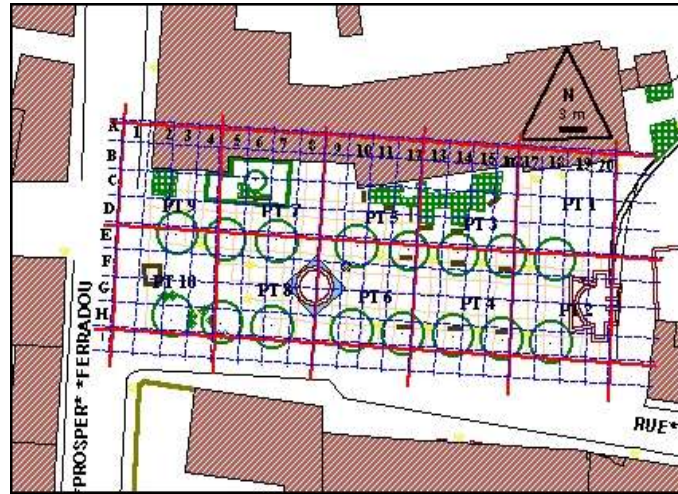 N
3 m
A 1 2 3 4 5 6 7 8 9 10 11 12 13 14 15 16 17 18 19 20
B
C
D
PT 9 PT 7 PT 5 PT 3 PT 1
E
F
G
PT 10 PT 8 PT 6 PT 4 PT 2
H
I
*PROSPER* *FERRADOU
RUE*